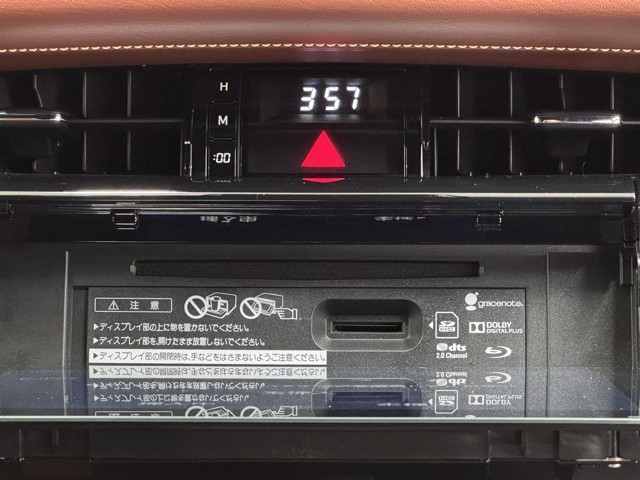 H
357
M
:00
⚠ 注意
gracenote.
▶ディスプレイ部の上に物を置かないでください。
▶ディスプレイ部を、開けたまま放置しないでください。
▶ディスプレイ部の開閉時は、手などをはさまないようご注意ください。
SD
DOLBY
DIGITAL PLUS
dts
2.0 Channel